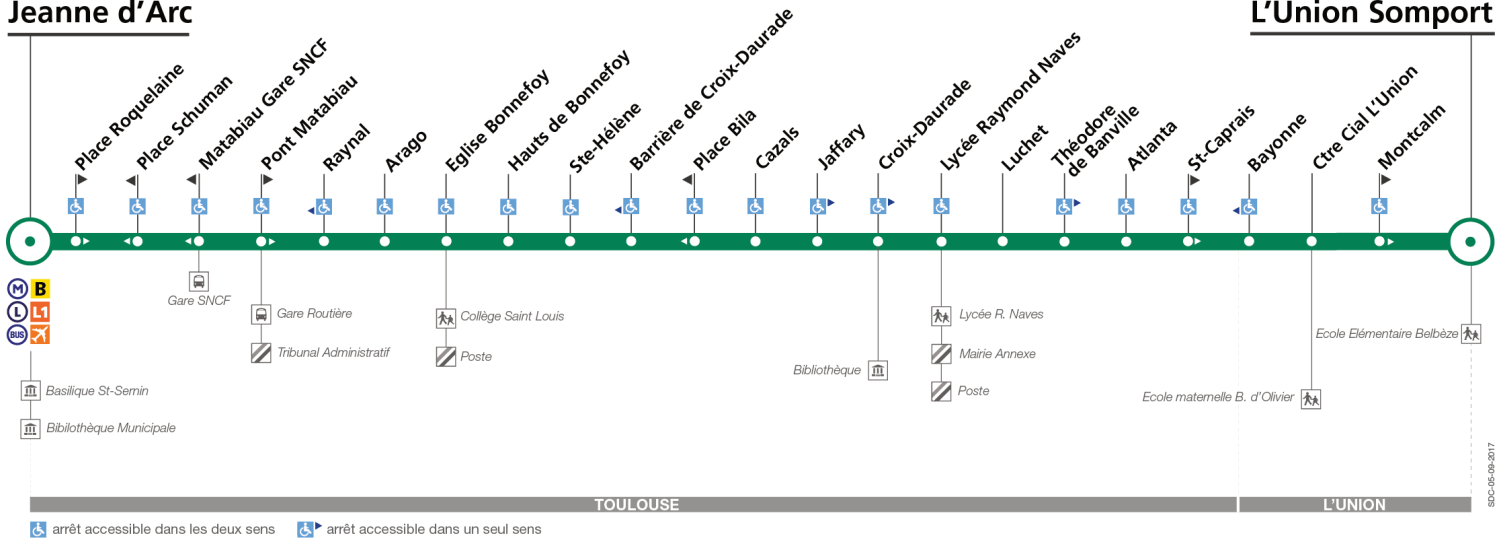 Jeanne d’Arc
L’Union Somport
Place Roquelaine
Place Schuman
Matabiau Gare SNCF
Pont Matabiau
Raynal
Arago
Eglise Bonnefoy
Hauts de Bonnefoy
Ste-Hélène
Barrière de Croix-Daurade
Place Bila
Cazals
Jaffary
Croix-Daurade
Lycée Raymond Naves
Luchet
Théodore
de Banville
Atlanta
St-Caprais
Bayonne
Ctre Cial L’Union
Montcalm
M B
L L1
BUS
Gare SNCF
Gare Routière
Tribunal Administratif
Collège Saint Louis
Poste
Bibliothèque
Lycée R. Naves
Mairie Annexe
Poste
Ecole Elémentaire Belbèze
Ecole maternelle B. d’Olivier
Basilique St-Sernin
Bibilothèque Municipale
TOULOUSE
L’UNION
SDC-05-09-2017
arrêt accessible dans les deux sens
arrêt accessible dans un seul sens